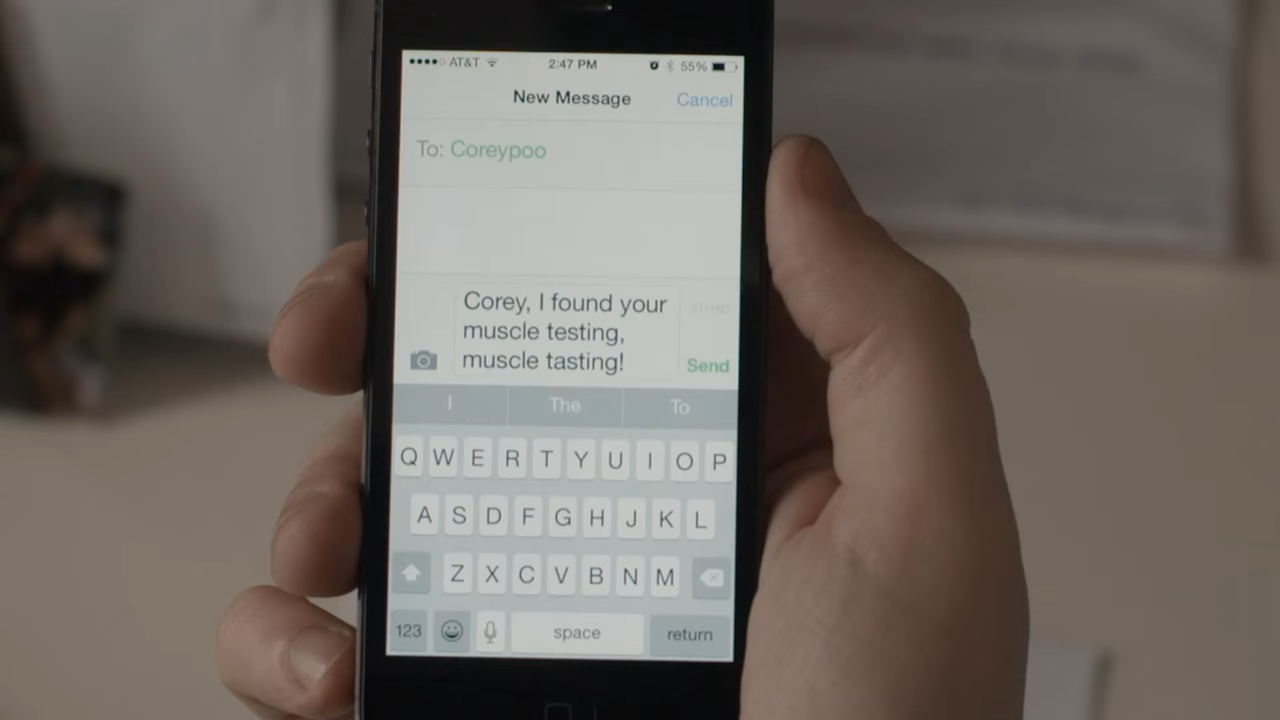 AT&T 2:47 PM 55%
New Message Cancel
To: Coreypoo
Corey, I found your
muscle testing,
muscle tasting!
Send
I The To
Q W E R T Y U I O P
A S D F G H J K L
Z X C V B N M
123 space return